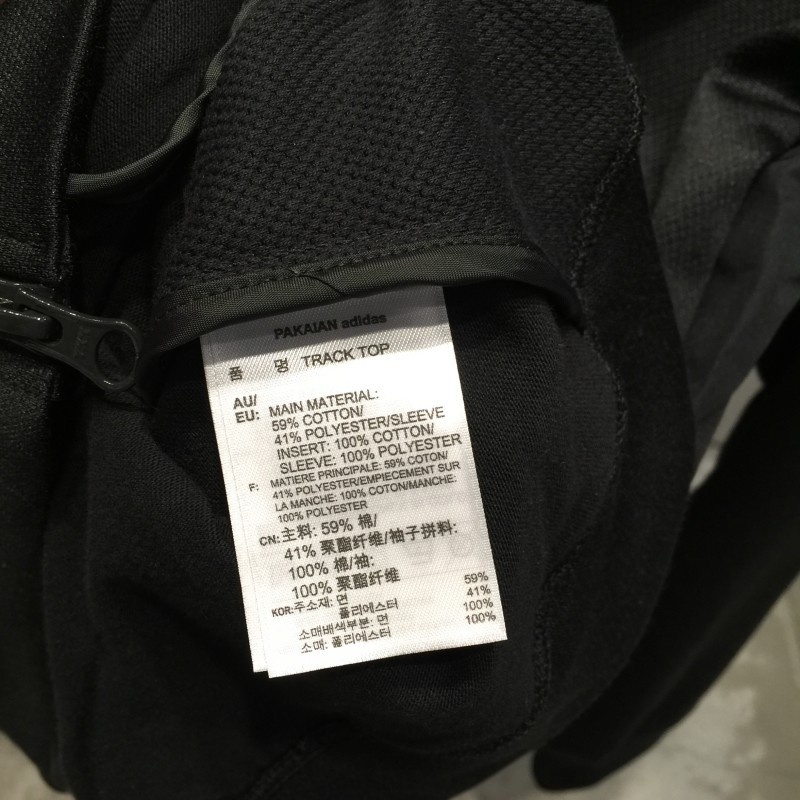 PAKAIAN adidas
품 명 TRACK TOP
AU/
EU: MAIN MATERIAL:
59% COTTON/
41% POLYESTER/SLEEVE
INSERT: 100% COTTON/
SLEEVE: 100% POLYESTER
F: MATIERE PRINCIPALE: 59% COTON/
41% POLYESTER/EMPIECEMENT SUR
LA MANCHE: 100% COTON/MANCHE:
100% POLYESTER
CN: 主料: 59% 棉/
41% 聚酯纤维/袖子拼料:
100% 棉/袖:
100% 聚酯纤维
KOR: 주소재: 면 59%
폴리에스터 41%
소매배색부분: 면 100%
소매: 폴리에스터 100%